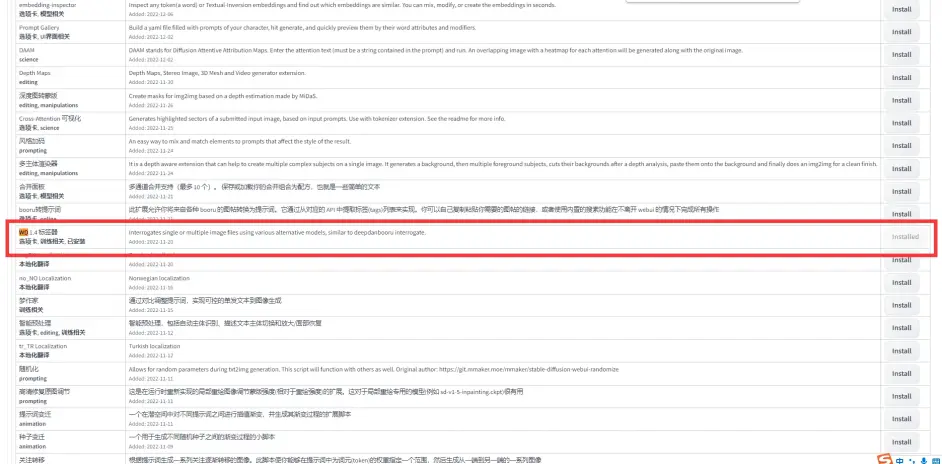 embedding-inspector
Inspect any token(a word) or Textual-Inversion embeddings and find out which embeddings are similar. You can mix, modify, or create the embeddings in seconds.
选项卡, 模型相关
Added: 2022-12-06
Install
Prompt Gallery
Build a yaml file filled with prompts of your character, hit generate, and quickly preview them by their word attributes and modifiers.
选项卡, UI界面相关
Added: 2022-12-02
Install
DAAM
DAAM stands for Diffusion Attentive Attribution Maps. Enter the attention text (must be a string contained in the prompt) and run. An overlapping image with a heatmap for each attention will be generated along with the original image.
science
Added: 2022-12-02
Install
Depth Maps
Depth Maps, Stereo Image, 3D Mesh and Video generator extension.
editing
Added: 2022-11-30
Install
深度图转蒙版
Create masks for img2img based on a depth estimation made by MiDaS.
editing, manipulations
Added: 2022-11-26
Install
Cross-Attention 可视化
Generates highlighted sectors of a submitted input image, based on input prompts. Use with tokenizer extension. See the readme for more info.
选项卡, science
Added: 2022-11-25
Install
风格加码
An easy way to mix and match elements to prompts that affect the style of the result.
prompting
Added: 2022-11-24
Install
多主体渲染器
It is a depth aware extension that can help to create multiple complex subjects on a single image. It generates a background, then multiple foreground subjects, cuts their backgrounds after a depth analysis, paste them onto the background and finally does an img2img for a clean finish.
editing, manipulations
Added: 2022-11-24
Install
合并面板
多通道合并支持（最多 10 个）。保存或加载你的合并组合为配方，也就是一些简单的文本
选项卡, 模型相关
Added: 2022-11-21
Install
booru转提示词
此扩展允许你将来自各种 booru 的图帖转换为提示词。它通过从对应的 API 中提取标签(tags)列表来实现。你可以自己复制粘贴你需要的图帖的链接，或者使用内置的搜索功能在不离开 webui 的情况下完成所有操作
Install
WD 1.4 标签器
Interrogates single or multiple image files using various alternative models, similar to deepdanbooru interrogate.
选项卡, 训练相关, 已安装
Added: 2022-11-20
Installed
本地化翻译
Install
no_NO Localization
Norwegian localization
本地化翻译
Added: 2022-11-16
Install
梦作家
通过对比调整提示词，实现可控的单发文本到图像生成
训练相关
Install
智能预处理
智能预处理，包括自动主体识别、描述文本主体切换和放大/面部恢复
选项卡, editing, 训练相关
Added: 2022-11-12
Install
tr_TR Localization
Turkish localization
本地化翻译
Added: 2022-11-12
Install
随机化
Allows for random parameters during txt2img generation. This script will function with others as well. Original author: https://git.mmaker.moe/mmaker/stable-diffusion-webui-randomize
prompting
Added: 2022-11-11
Install
高清修复原图调节
这是在运行时重新实现的局部重绘图像调节蒙版强度(相对于重绘强度)的扩展。这对于局部重绘专用的模型(例如 sd-v1-5-inpainting.ckpt)很有用
prompting
Added: 2022-11-11
Install
提示词变迁
一个在潜空间中对不同提示词之间进行插值渐变，并生成其渐变过程的扩展脚本
animation
Added: 2022-11-11
Install
种子变迁
一个用于生成不同随机种子之间的渐变过程的小脚本
animation
Added: 2022-11-09
Install
关注转移
根据提示词生成一系列关注逐渐转移的图像。此脚本使你能够在提示词中为词元(token)的权重指定一个范围，然后生成从一端到另一端的一系列图像
中